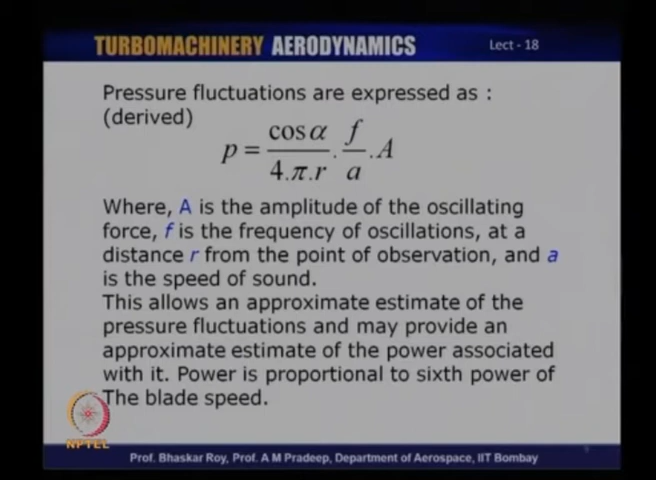 TURBOMACHINERY AERODYNAMICS Lect - 18
Pressure fluctuations are expressed as :
(derived)
p = cosα / 4.π.r . f / a . A
Where, A is the amplitude of the oscillating
force, f is the frequency of oscillations, at a
distance r from the point of observation, and a
is the speed of sound.
This allows an approximate estimate of the
pressure fluctuations and may provide an
approximate estimate of the power associated
with it. Power is proportional to sixth power of
The blade speed.
NPTEL
Prof. Bhaskar Roy, Prof. A M Pradeep, Department of Aerospace, IIT Bombay